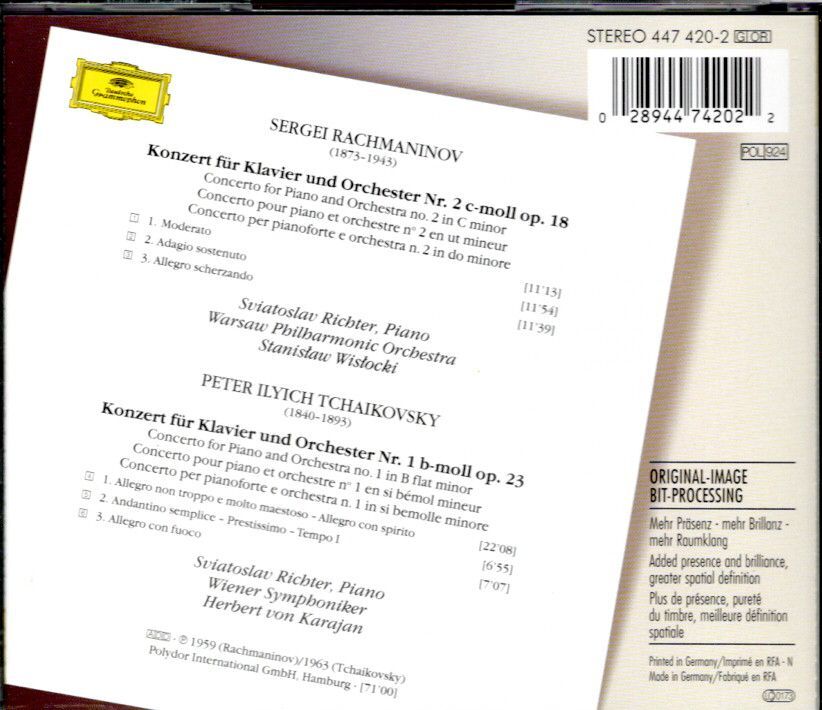 STEREO 447 420-2 GI OR
0 28944 74202 2
POL 924
Deutsche
Grammophon
SERGEI RACHMANINOV
(1873-1943)
Konzert für Klavier und Orchester Nr. 2 c-moll op. 18
Concerto for Piano and Orchestra no. 2 in C minor
Concerto pour piano et orchestre n° 2 en ut mineur
Concerto per pianoforte e orchestra n. 2 in do minore
1 1. Moderato [11'13]
2 2. Adagio sostenuto [11'54]
3 3. Allegro scherzando [11'39]
Sviatoslav Richter, Piano
Warsaw Philharmonic Orchestra
Stanisław Wisłocki
PETER ILYICH TCHAIKOVSKY
(1840-1893)
Konzert für Klavier und Orchester Nr. 1 b-moll op. 23
Concerto for Piano and Orchestra no. 1 in B flat minor
Concerto pour piano et orchestre n° 1 en si bémol mineur
Concerto per pianoforte e orchestra n. 1 in si bemolle minore
4 1. Allegro non troppo e molto maestoso - Allegro con spirito [22'08]
5 2. Andantino semplice - Prestissimo - Tempo I [6'55]
6 3. Allegro con fuoco [7'07]
Sviatoslav Richter, Piano
Wiener Symphoniker
Herbert von Karajan
ADD · ℗ 1959 (Rachmaninov)/1963 (Tchaikovsky)
Polydor International GmbH, Hamburg · [71'00]
ORIGINAL-IMAGE
BIT-PROCESSING
Mehr Präsenz - mehr Brillanz -
mehr Raumklang
Added presence and brilliance,
greater spatial definition
Plus de présence, pureté
du timbre, meilleure définition
spatiale
Printed in Germany/Imprimé en RFA · N
Made in Germany/Fabriqué en RFA